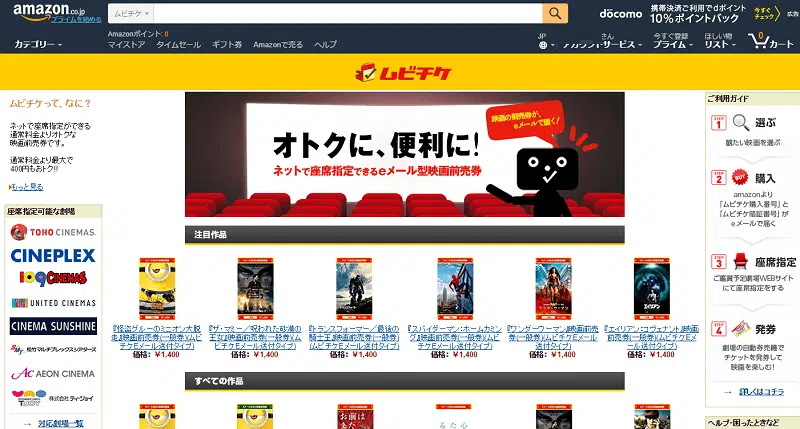 amazon.co.jp
プライムを始める
ムビチケ
docomo
携帯決済ご利用でdポイント
10%ポイントバック
今すぐ
チェック
広告
カテゴリー
Amazonポイント: 0
マイストア タイムセール ギフト券 Amazonで売る ヘルプ
JP
さん
アカウントサービス
今すぐ登録
プライム
ほしい物
リスト
0
カート
ムビチケ
ムビチケって、なに？
ネットで座席指定ができる
通常料金よりオトクな
映画前売券です。
通常料金より最大で
400円もおトク!!
もっと見る
座席指定可能な劇場
TOHO CINEMAS
CINEPLEX
109 CINEMAS
UNITED CINEMAS
CINEMA SUNSHINE
松竹マルチプレックスシアターズ
AEON CINEMA
T・JOY
株式会社ティ・ジョイ
対応劇場一覧
オトクに、便利に!
ネットで座席指定できるeメール型映画前売券
映画の前売券が、
eメールで届く!
注目作品
『怪盗グルーのミニオン大脱
走』映画前売券(一般券)(ム
ビチケEメール送付タイプ)
価格： ￥1,400
『ザ・マミー／呪われた砂漠の
王女』映画前売券(一般券)(ム
ビチケEメール送付タイプ)
価格： ￥1,400
『トランスフォーマー／最後の
騎士王』映画前売券(一般券)
(ムビチケEメール送付タイプ)
価格： ￥1,400
『スパイダーマン:ホームカミン
グ』映画前売券(一般券)(ムビ
チケEメール送付タイプ)
価格： ￥1,400
『ワンダーウーマン』映画前売
券(一般券)(ムビチケEメール
送付タイプ)
価格： ￥1,400
『エイリアン:コヴェナント』映画前
売券(一般券)(ムビチケEメ
ール送付タイプ)
価格： ￥1,400
すべての作品
お前は
るた心
ご利用ガイド
STEP 1
選ぶ
観たい映画を選ぶ
STEP 2
BUY
購入
amazonより
「ムビチケ購入番号」と
「ムビチケ暗証番号」が
eメールで届く
STEP 3
座席指定
ご鑑賞予定劇場WEBサイト
にて座席指定をする
STEP 4
発券
劇場の自動券売機で
チケットを発券して
映画を楽しむ!
→ 詳しくはコチラ
ヘルプ・困ったときなど